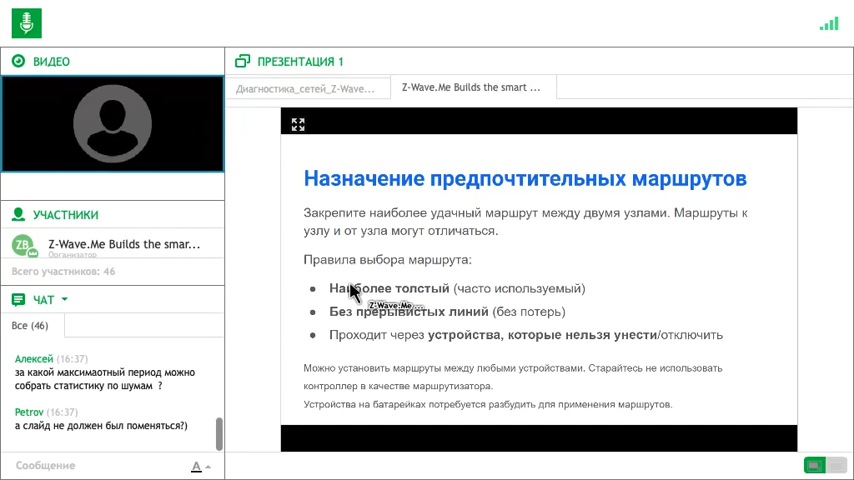 ВИДЕО
УЧАСТНИКИ
ZB
Z-Wave.Me Builds the smar...
Организатор
Всего участников: 46
ЧАТ
Все (46)
Алексей (16:37)
за какой максимаотный период можно
собрать статистику по шумам ?
Petrov (16:37)
а слайд не должен был поменяться?)
Сообщение
A
ПРЕЗЕНТАЦИЯ 1
Диагностика_сетей_Z-Wave...
Z-Wave.Me Builds the smart ...
Назначение предпочтительных маршрутов
Закрепите наиболее удачный маршрут между двумя узлами. Маршруты к
узлу и от узла могут отличаться.
Правила выбора маршрута:
● Наиболее толстый (часто используемый)
Z-Wave.Me ...
● Без прерывистых линий (без потерь)
● Проходит через устройства, которые нельзя унести/отключить
Можно установить маршруты между любыми устройствами. Старайтесь не использовать
контроллер в качестве маршрутизатора.
Устройства на батарейках потребуется разбудить для применения маршрутов.